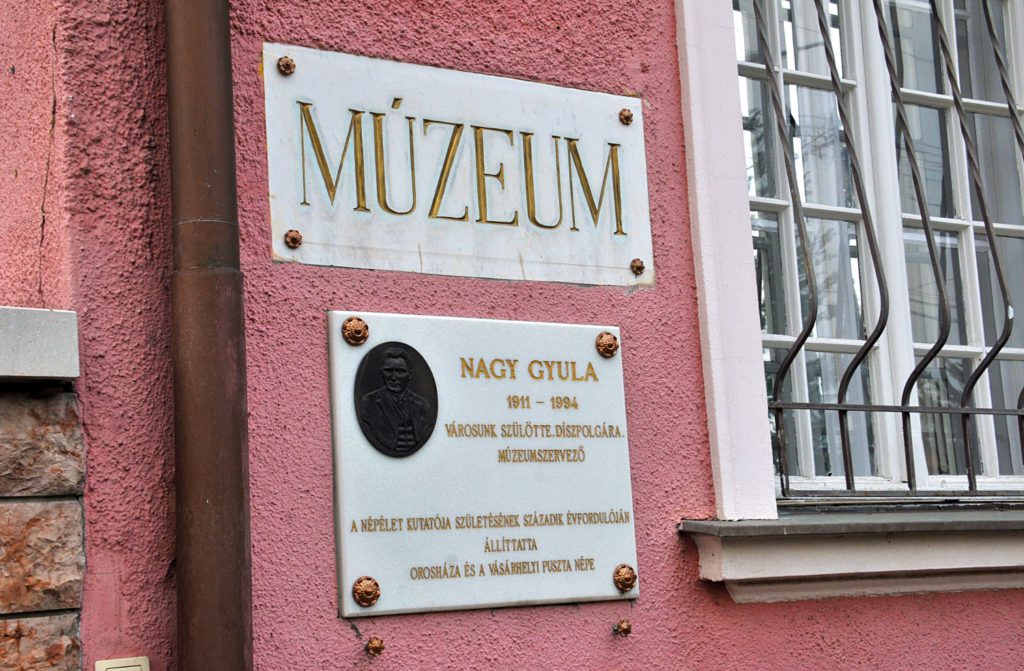 MÚZEUM
NAGY GYULA
1911 – 1994
VÁROSUNK SZÜLÖTTE, DÍSZPOLGÁRA,
MÚZEUMSZERVEZŐ
A NÉPÉLET KUTATÓJA SZÜLETÉSÉNEK SZÁZADIK ÉVFORDULÓJÁN
ÁLLÍTTATTA
OROSHÁZA ÉS A VÁSÁRHELYI PUSZTA NÉPE